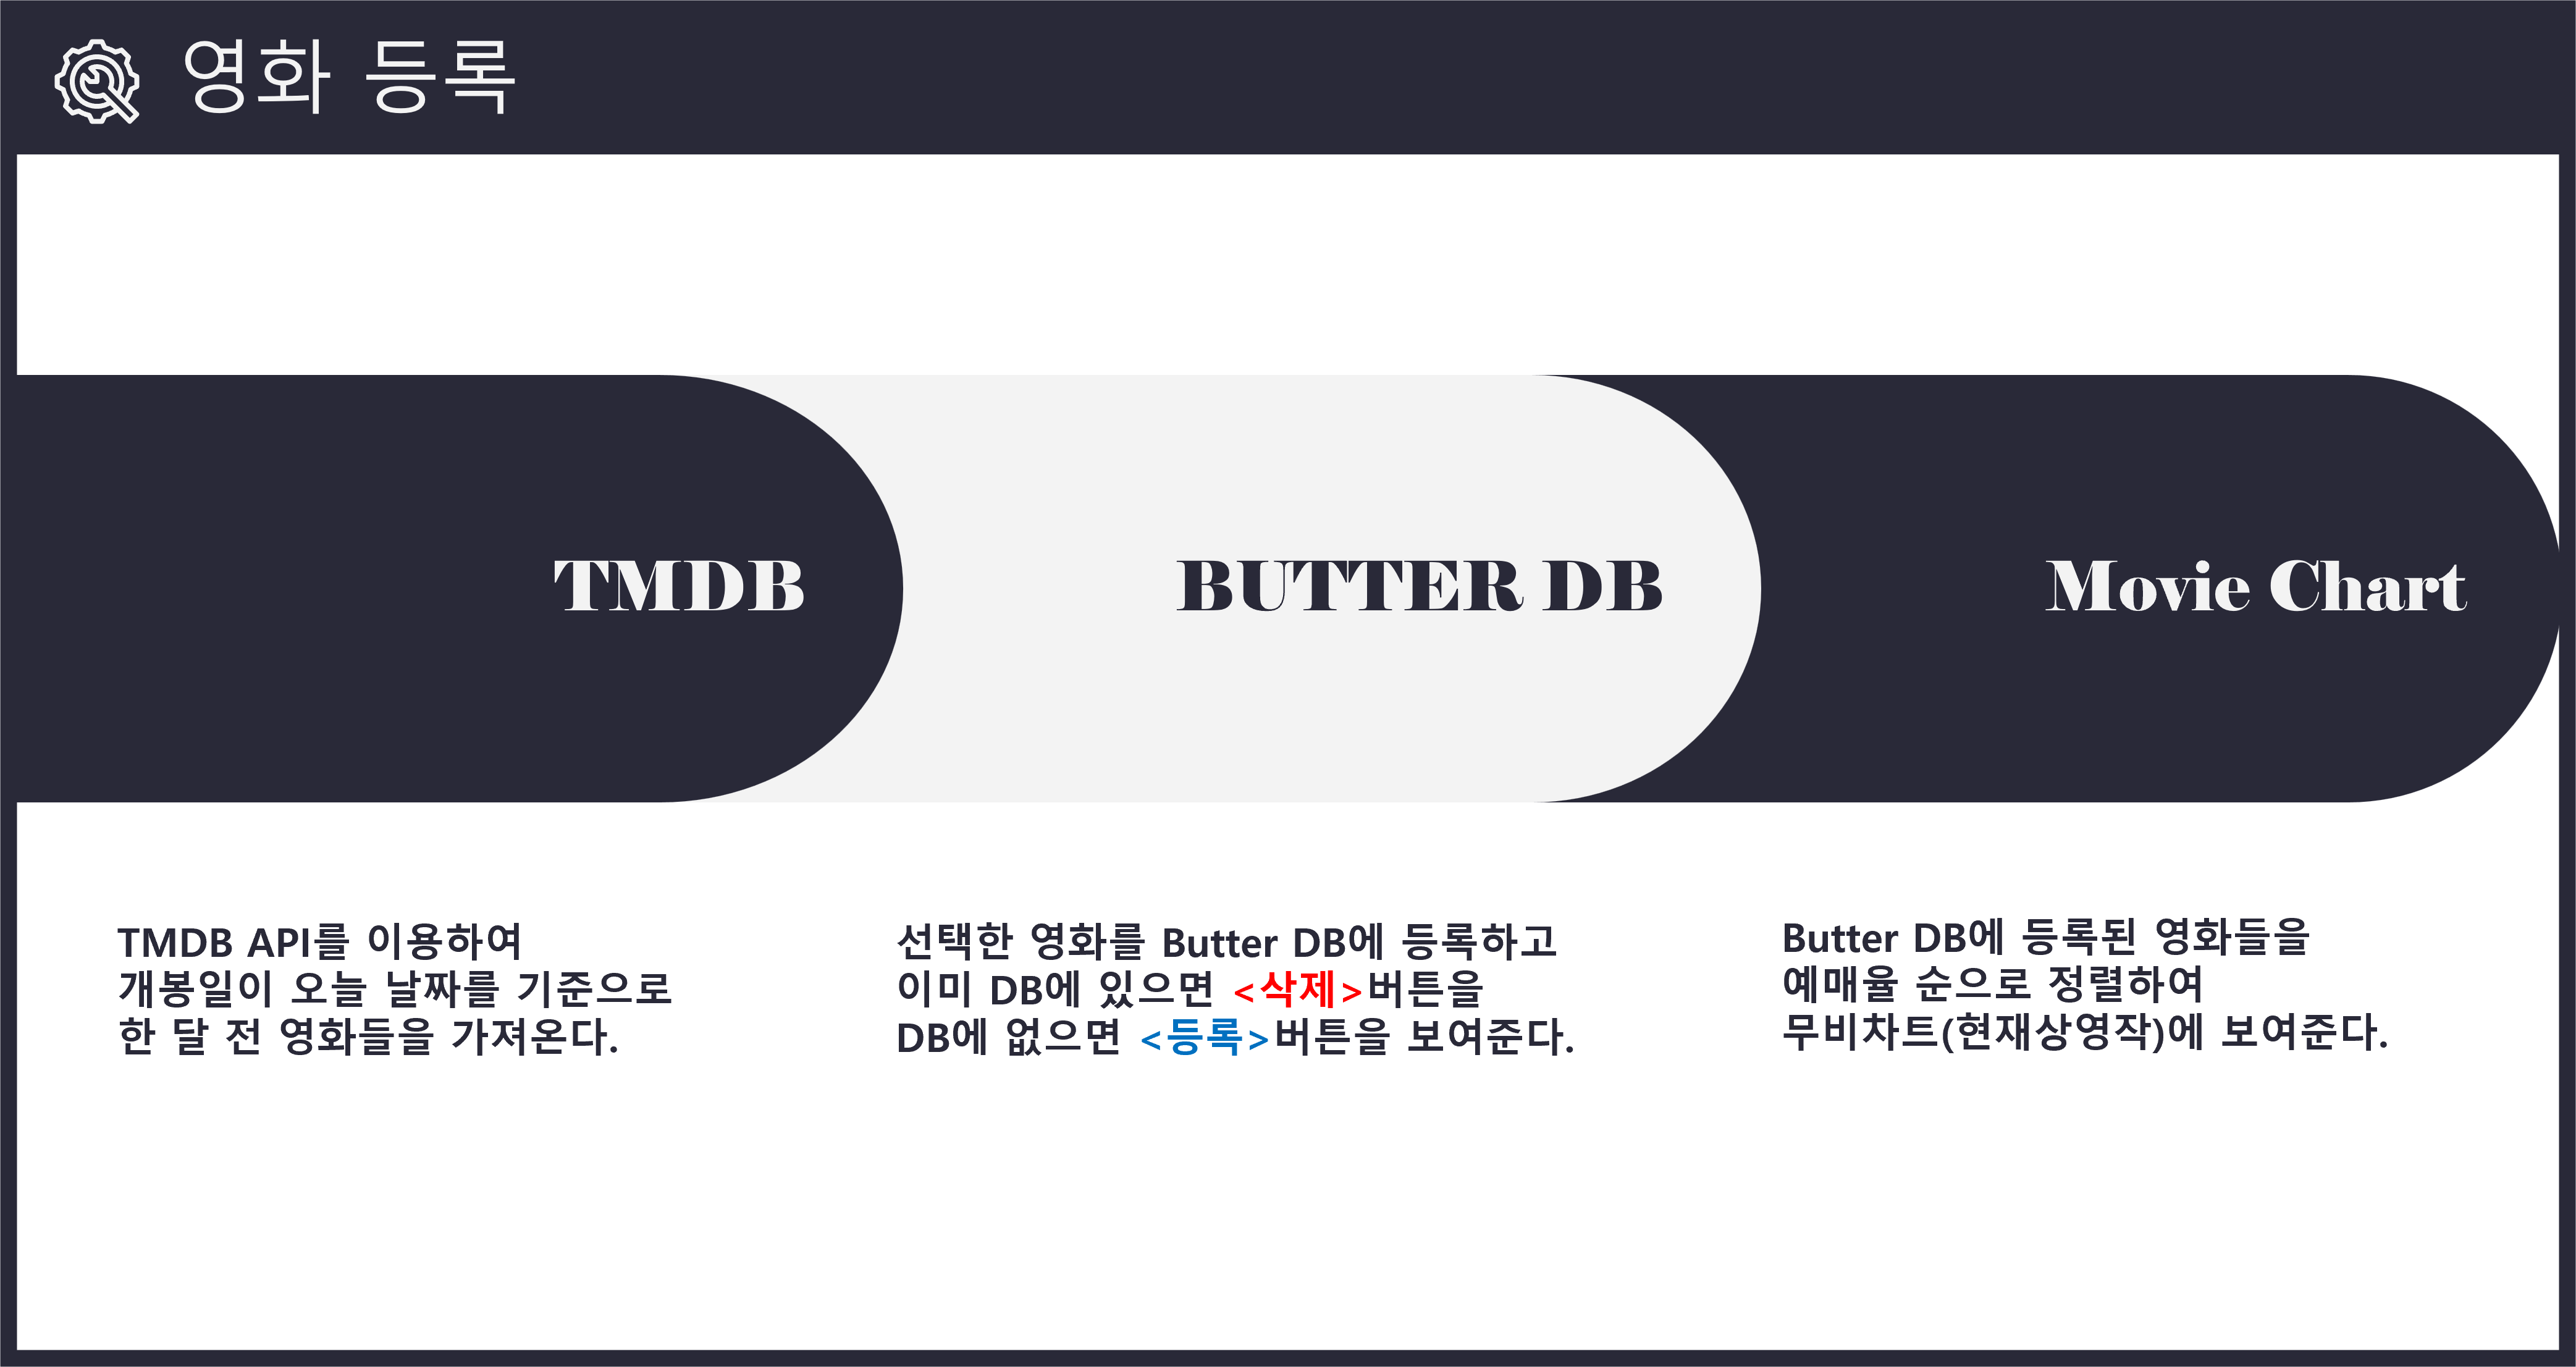 영화 등록
TMDB
BUTTER DB
Movie Chart
TMDB API를 이용하여
개봉일이 오늘 날짜를 기준으로
한 달 전 영화들을 가져온다.
선택한 영화를 Butter DB에 등록하고
이미 DB에 있으면 <삭제>버튼을
DB에 없으면 <등록>버튼을 보여준다.
Butter DB에 등록된 영화들을
예매율 순으로 정렬하여
무비차트(현재상영작)에 보여준다.